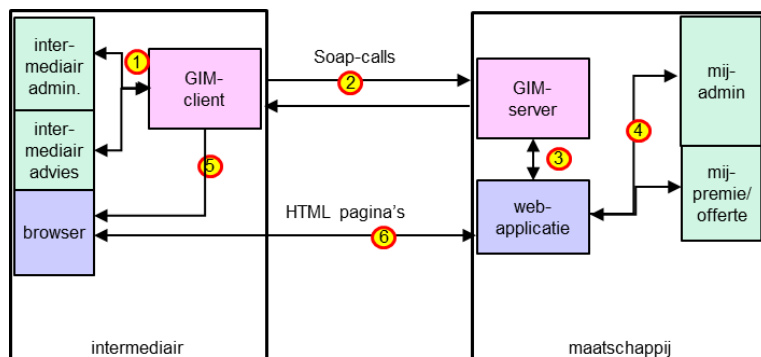 inter-
mediair
admin.
inter-
mediair
advies
browser
1
GIM-
client
5
intermediair
Soap-calls
2
HTML pagina's
6
GIM-
server
3
web-
applicatie
4
mij-
admin
mij-
premie/
offerte
maatschappij